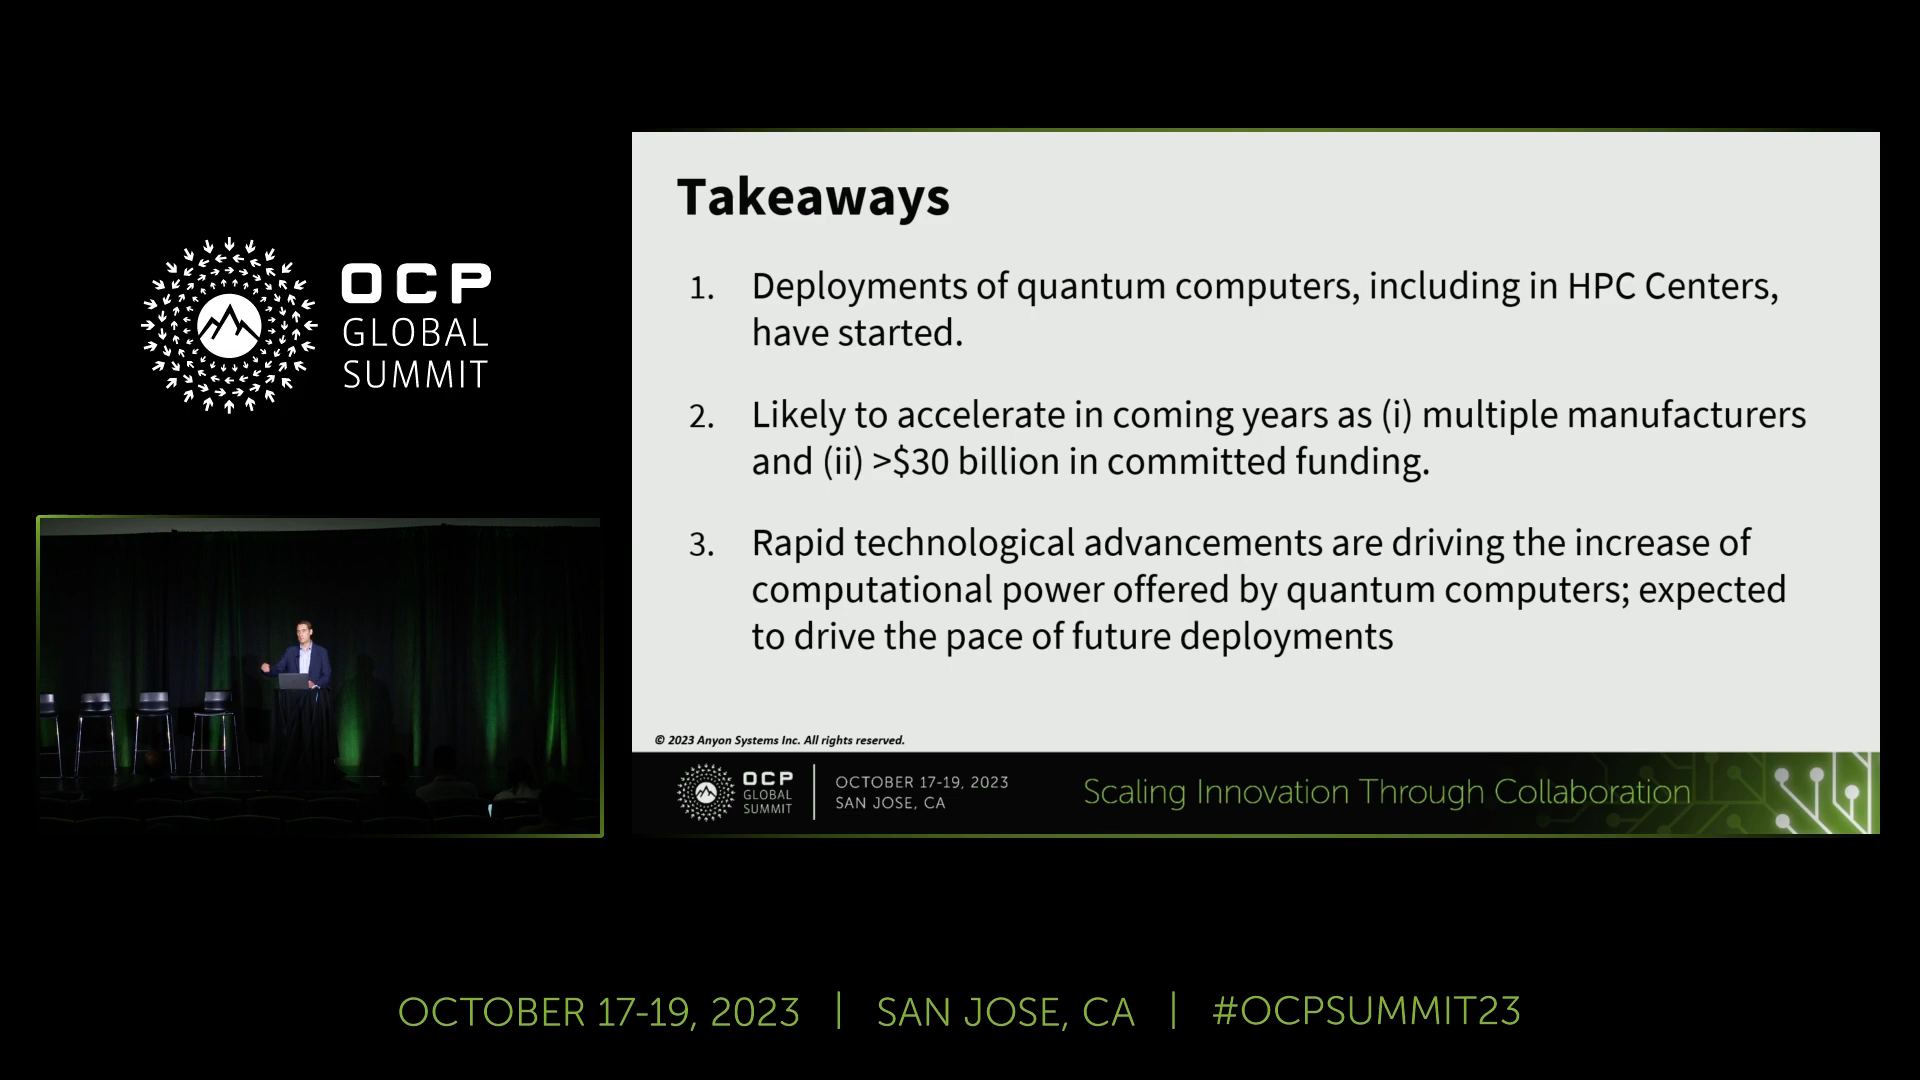 OCP
GLOBAL
SUMMIT
Takeaways
1. Deployments of quantum computers, including in HPC Centers,
have started.
2. Likely to accelerate in coming years as (i) multiple manufacturers
and (ii) >$30 billion in committed funding.
3. Rapid technological advancements are driving the increase of
computational power offered by quantum computers; expected
to drive the pace of future deployments
© 2023 Anyon Systems Inc. All rights reserved.
OCP
GLOBAL
SUMMIT
OCTOBER 17-19, 2023
SAN JOSE, CA
Scaling Innovation Through Collaboration
OCTOBER 17-19, 2023 | SAN JOSE, CA | #OCPSUMMIT23